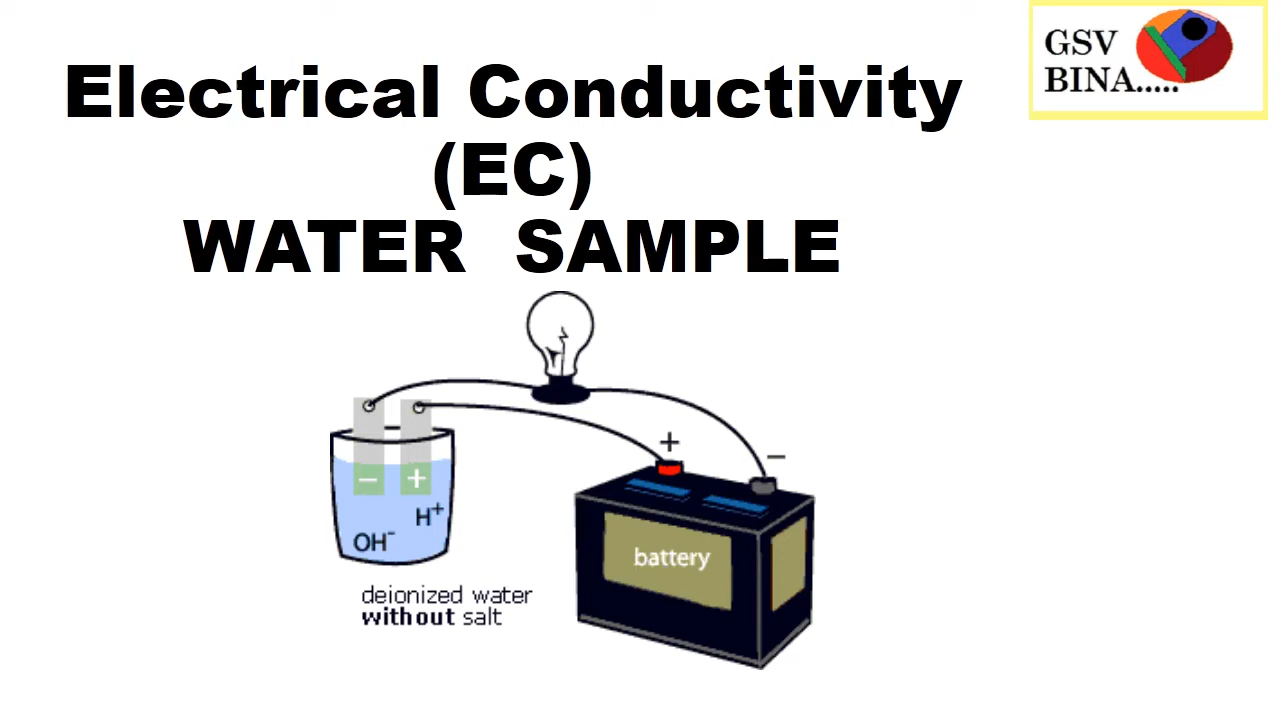 Electrical Conductivity
(EC)
WATER SAMPLE
GSV
BINA.....
+
−
− +
H+
OH-
battery
deionized water
without salt